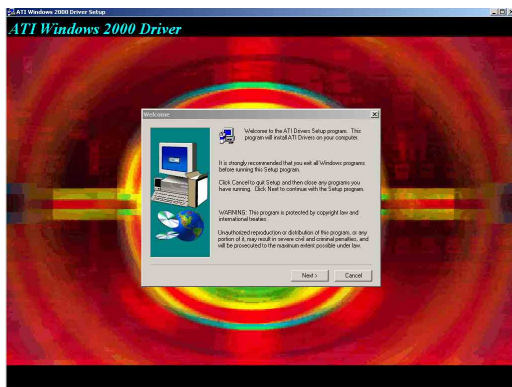 ATI Windows 2000 Driver Setup
ATI Windows 2000 Driver
Welcome
Welcome to the ATI Drivers Setup program. This
program will install ATI Drivers on your computer.
It is strongly recommended that you exit all Windows programs
before running this Setup program.
Click Cancel to quit Setup and then close any programs you
have running. Click Next to continue with the Setup program.
WARNING: This program is protected by copyright law and
international treaties.
Unauthorized reproduction or distribution of this program, or any
portion of it, may result in severe civil and criminal penalties, and
will be prosecuted to the maximum extent possible under law.
Next >
Cancel